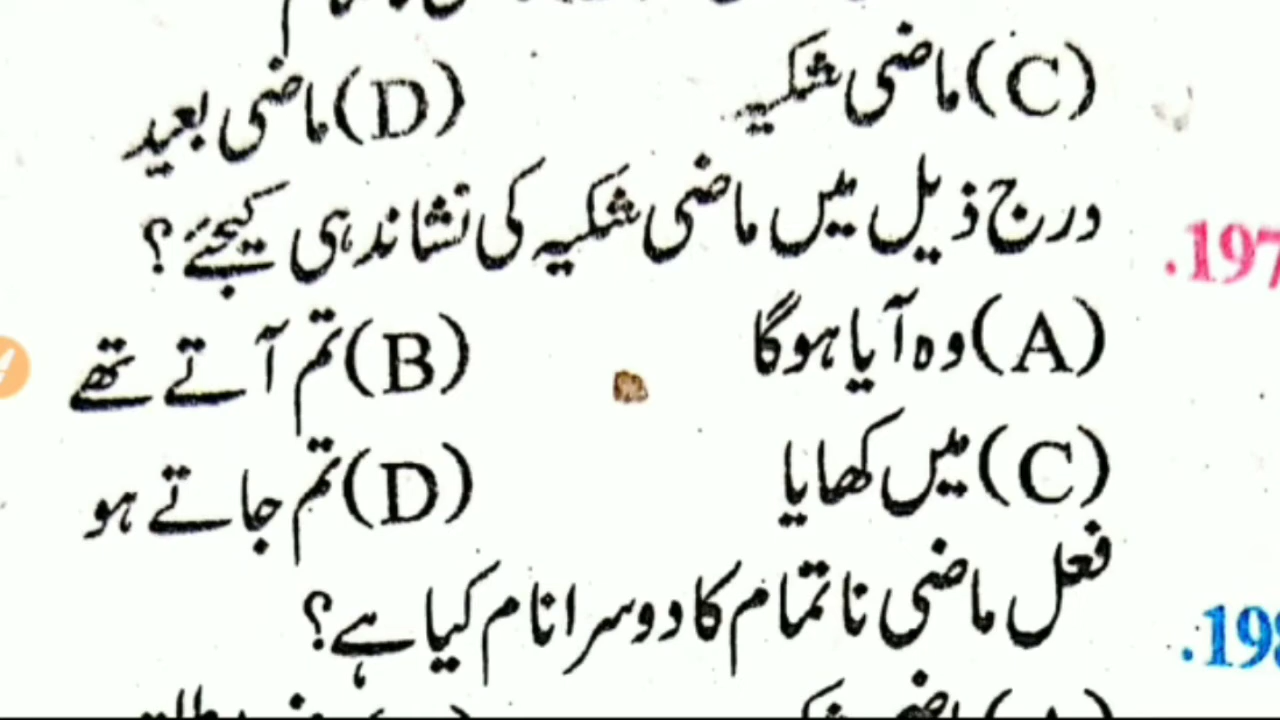 (C) ماضی شکیہ (D) ماضی بعید
.197 درج ذیل میں ماضی شکیہ کی نشاندہی کیجئے؟
(A) وہ آیا ہوگا (B) تم آتے تھے
(C) میں کھایا (D) تم جاتے ہو
.198 فعل ماضی ناتمام کا دوسرا نام کیا ہے؟